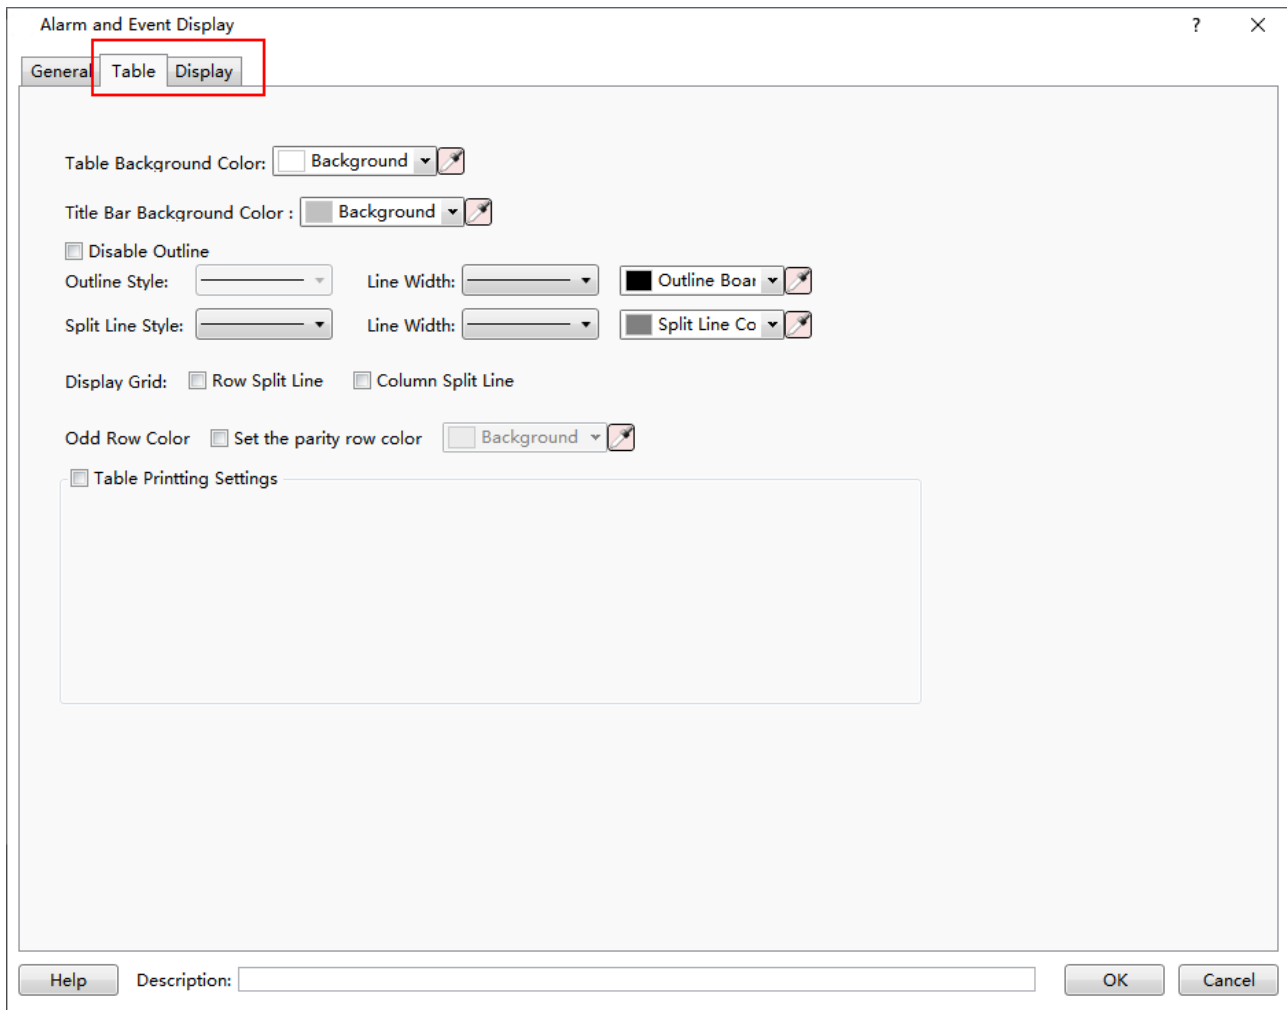 Alarm and Event Display ?
General Table Display
Table Background Color: Background
Title Bar Background Color : Background
Disable Outline
Outline Style: Line Width: Outline Boar
Split Line Style: Line Width: Split Line Co
Display Grid: Row Split Line Column Split Line
Odd Row Color Set the parity row color Background
Table Printting Settings
Help Description: OK Cancel